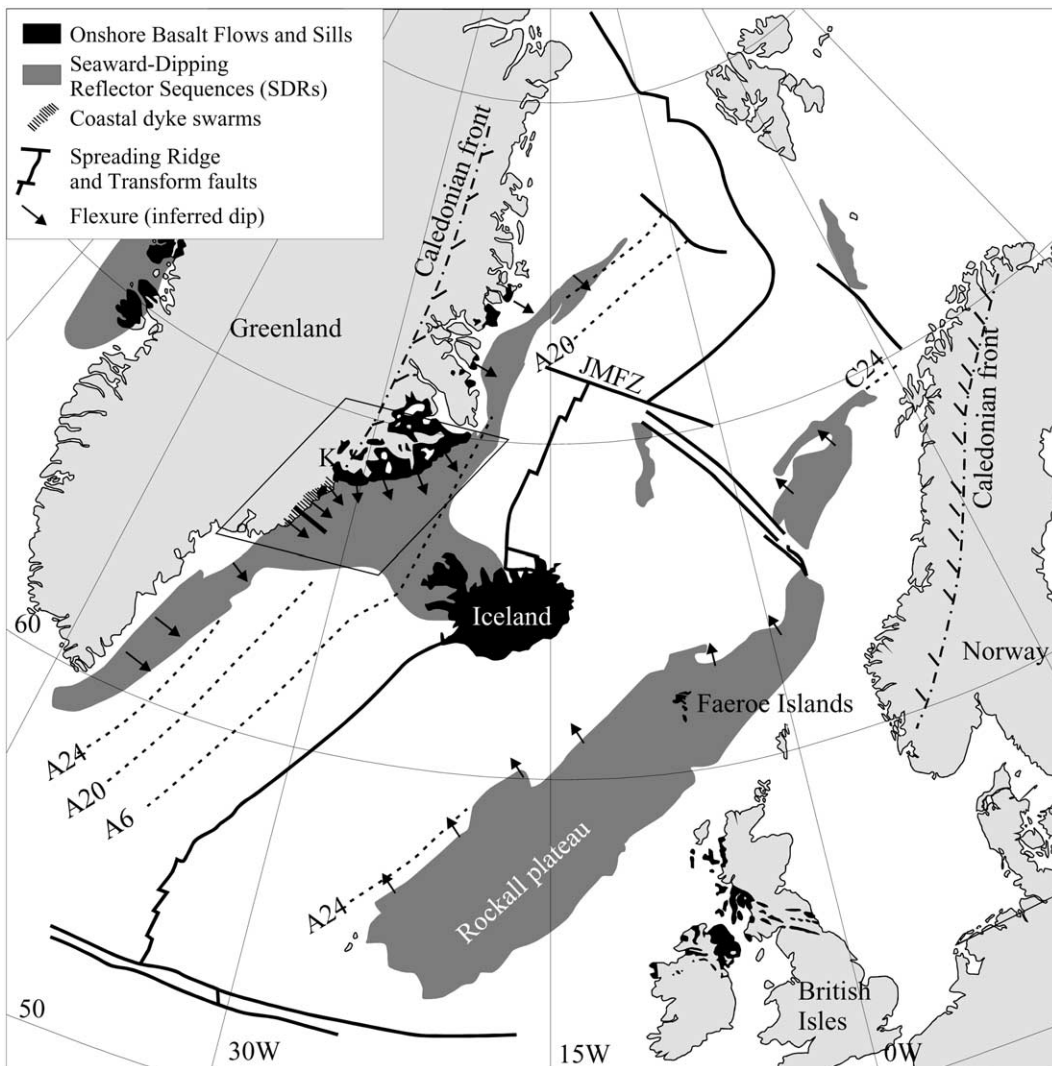 Onshore Basalt Flows and Sills
Seaward-Dipping
Reflector Sequences (SDRs)
Coastal dyke swarms
Spreading Ridge
and Transform faults
Flexure (inferred dip)
Caledonian front
Greenland
A20
JMFZ
C24
Caledonian front
K
Iceland
60
Norway
Faeroe Islands
A24
A20
A6
Rockall plateau
A24
British
Isles
50
30W
15W
0W